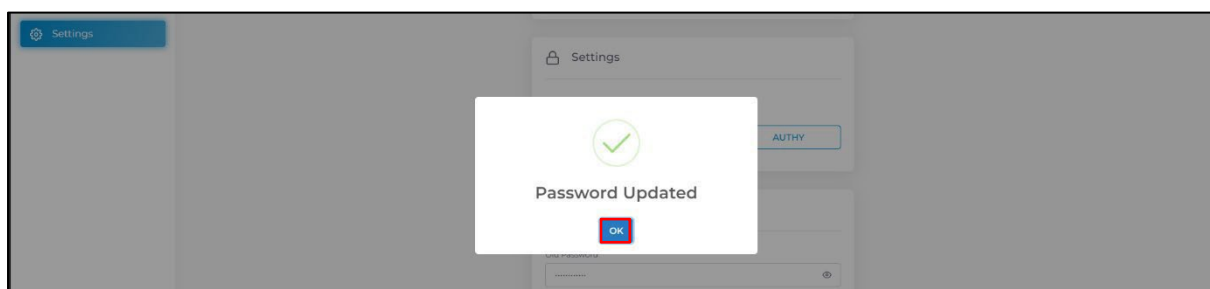 Settings
Settings
AUTHY
Password Updated
OK
Old Password